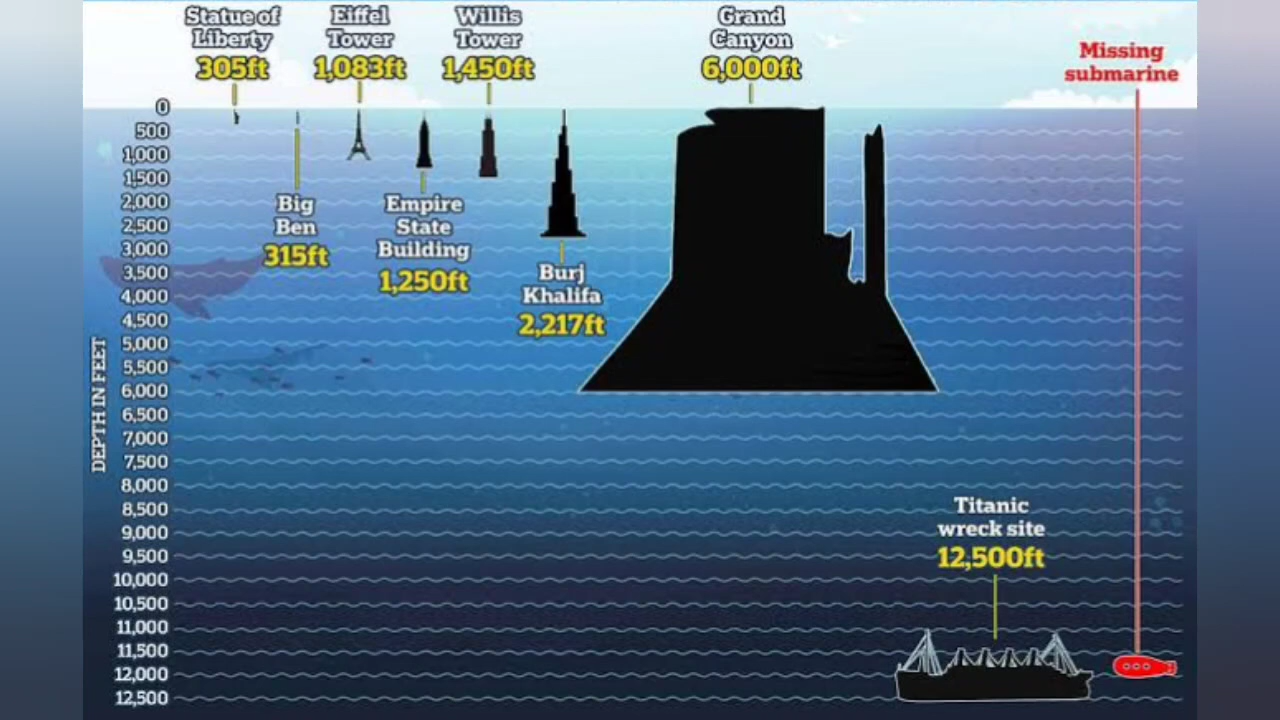 Statue of
Liberty
305ft
Eiffel
Tower
1,083ft
Willis
Tower
1,450ft
Grand
Canyon
6,000ft
Missing
submarine
Big
Ben
315ft
Empire
State
Building
1,250ft
Burj
Khalifa
2,217ft
Titanic
wreck site
12,500ft
DEPTH IN FEET
0
500
1,000
1,500
2,000
2,500
3,000
3,500
4,000
4,500
5,000
5,500
6,000
6,500
7,000
7,500
8,000
8,500
9,000
9,500
10,000
10,500
11,000
11,500
12,000
12,500